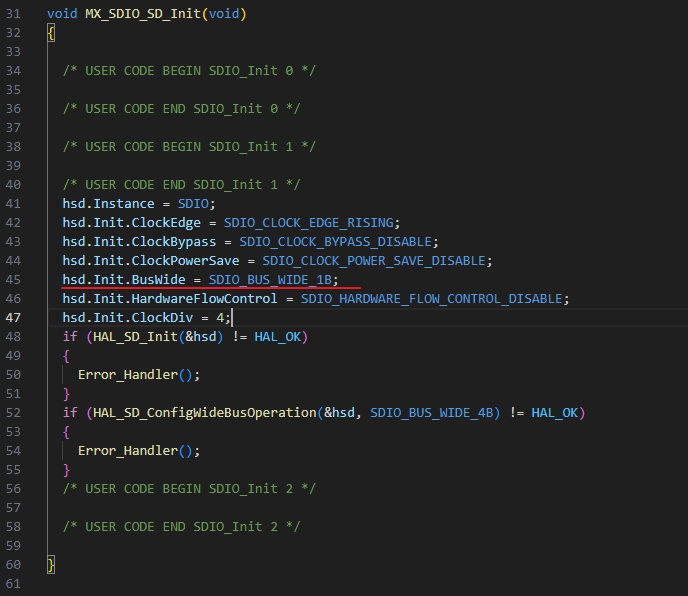 31 void MX_SDIO_SD_Init(void)
32 {
33
34 /* USER CODE BEGIN SDIO_Init 0 */
35
36 /* USER CODE END SDIO_Init 0 */
37
38 /* USER CODE BEGIN SDIO_Init 1 */
39
40 /* USER CODE END SDIO_Init 1 */
41 hsd.Instance = SDIO;
42 hsd.Init.ClockEdge = SDIO_CLOCK_EDGE_RISING;
43 hsd.Init.ClockBypass = SDIO_CLOCK_BYPASS_DISABLE;
44 hsd.Init.ClockPowerSave = SDIO_CLOCK_POWER_SAVE_DISABLE;
45 hsd.Init.BusWide = SDIO_BUS_WIDE_1B;
46 hsd.Init.HardwareFlowControl = SDIO_HARDWARE_FLOW_CONTROL_DISABLE;
47 hsd.Init.ClockDiv = 4;
48 if (HAL_SD_Init(&hsd) != HAL_OK)
49 {
50 Error_Handler();
51 }
52 if (HAL_SD_ConfigWideBusOperation(&hsd, SDIO_BUS_WIDE_4B) != HAL_OK)
53 {
54 Error_Handler();
55 }
56 /* USER CODE BEGIN SDIO_Init 2 */
57
58 /* USER CODE END SDIO_Init 2 */
59
60 }
61